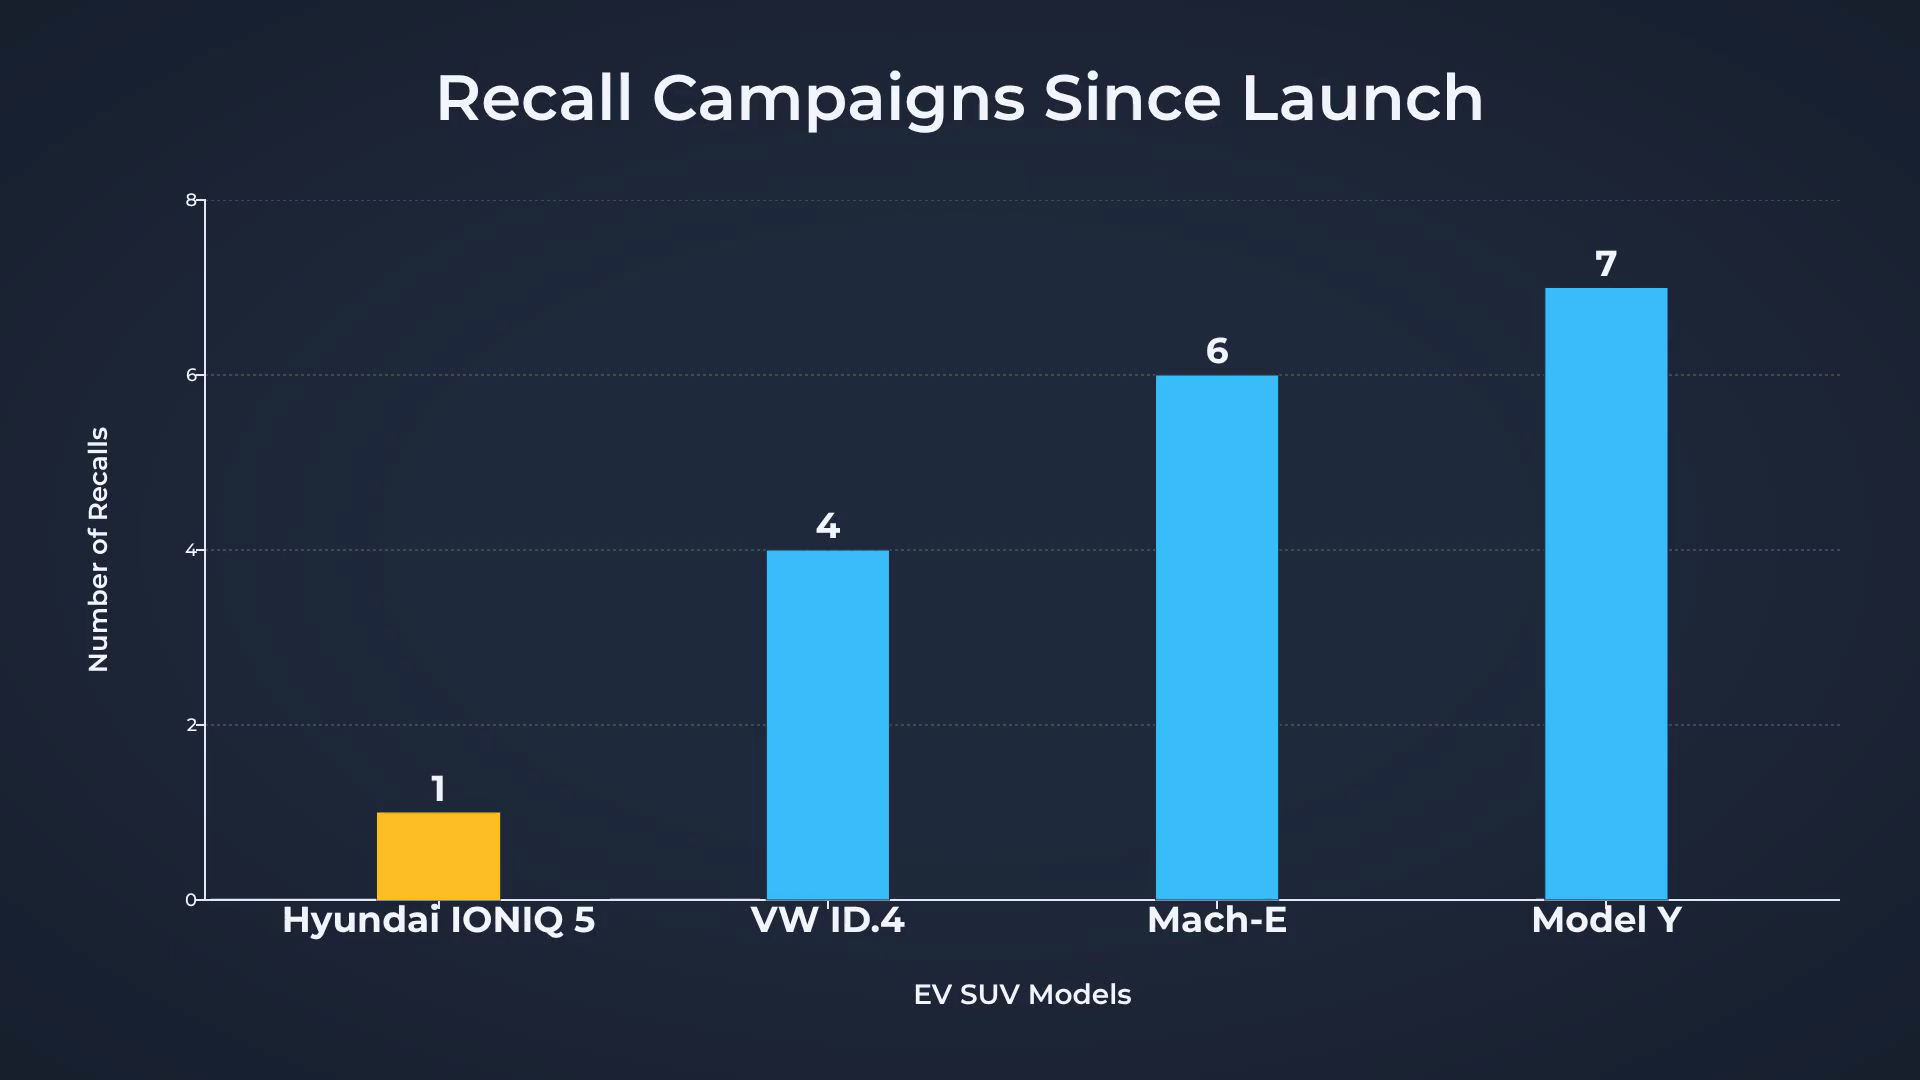 Recall Campaigns Since Launch
8
6
4
2
0
Number of Recalls
1
4
6
7
Hyundai IONIQ 5
VW ID.4
Mach-E
Model Y
EV SUV Models